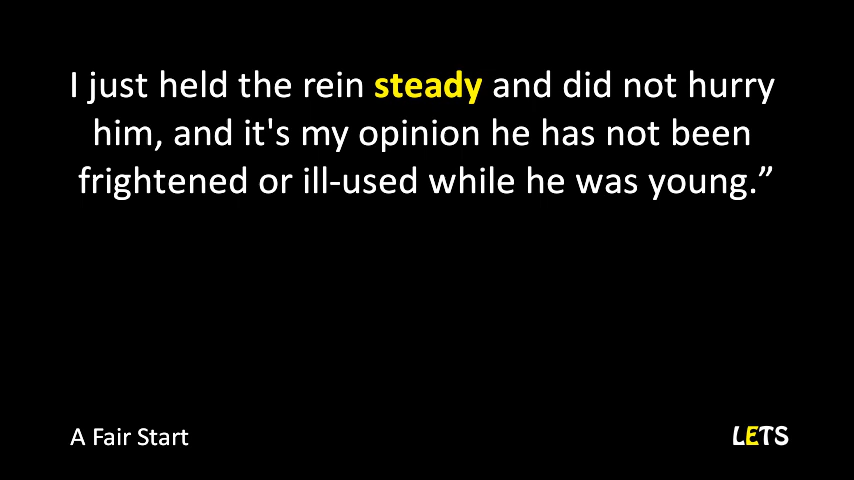 I just held the rein steady and did not hurry
him, and it's my opinion he has not been
frightened or ill-used while he was young.”
A Fair Start
LETS